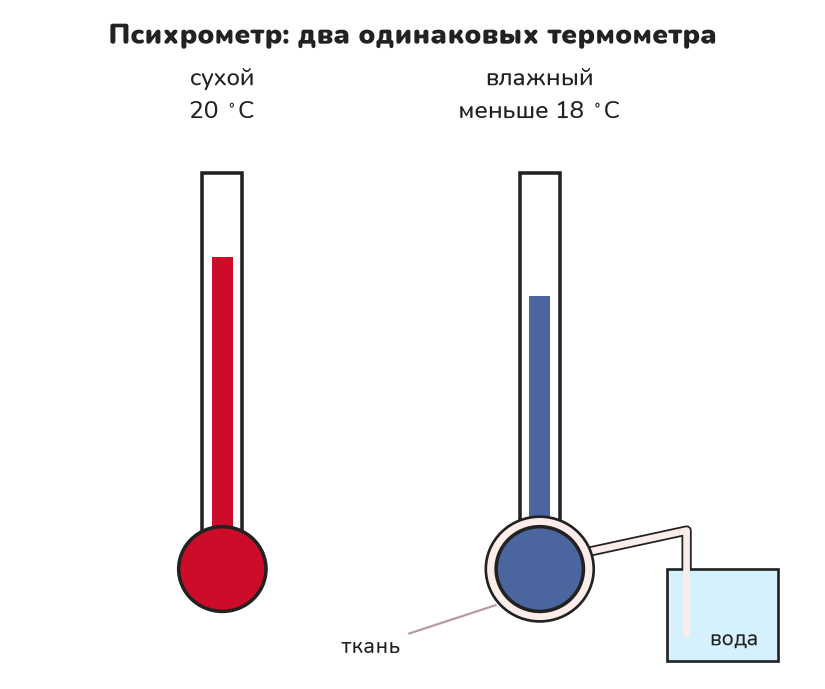 Психрометр: два одинаковых термометра
сухой
20 °C
влажный
меньше 18 °C
ткань
вода